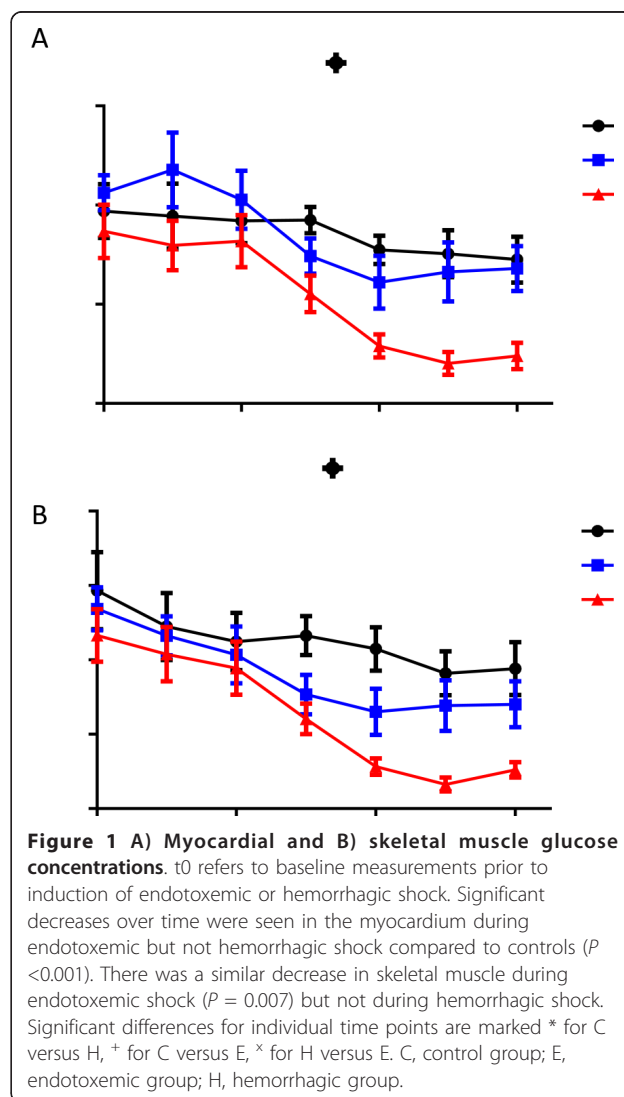 A
B
Figure 1 A) Myocardial and B) skeletal muscle glucose
concentrations. t0 refers to baseline measurements prior to
induction of endotoxemic or hemorrhagic shock. Significant
decreases over time were seen in the myocardium during
endotoxemic but not hemorrhagic shock compared to controls (P
<0.001). There was a similar decrease in skeletal muscle during
endotoxemic shock (P = 0.007) but not during hemorrhagic shock.
Significant differences for individual time points are marked * for C
versus H, + for C versus E, x for H versus E. C, control group; E,
endotoxemic group; H, hemorrhagic group.